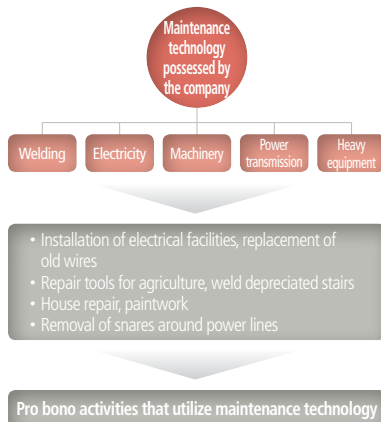 Maintenance
technology
possessed by
the company
Welding
Electricity
Machinery
Power
transmission
Heavy
equipment
• Installation of electrical facilities, replacement of
old wires
• Repair tools for agriculture, weld depreciated stairs
• House repair, paintwork
• Removal of snares around power lines
Pro bono activities that utilize maintenance technology